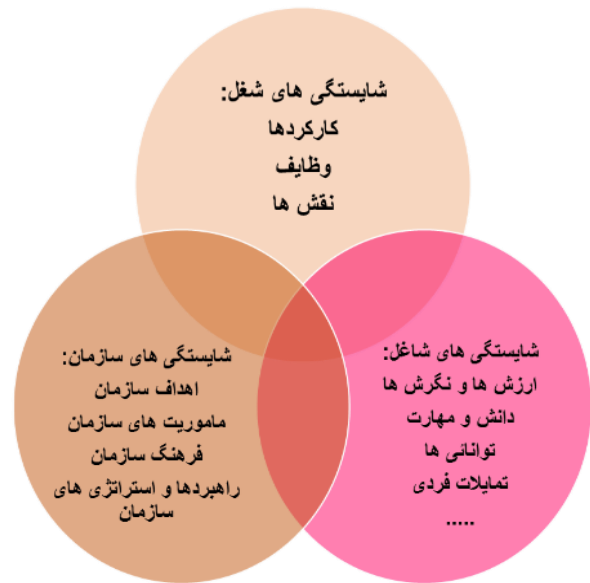 شایستگی های شغل:
کارکردها
وظایف
نقش ها
شایستگی های شاغل:
ارزش ها و نگرش ها
دانش و مهارت
توانائی ها
تمایلات فردی
.....
شایستگی های سازمان:
اهداف سازمان
ماموریت های سازمان
فرهنگ سازمان
راهبردها و استراتژی های
سازمان